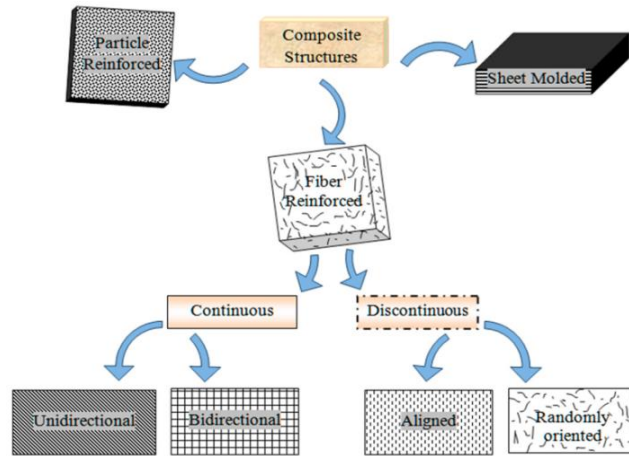 Composite
Structures
Particle
Reinforced
Sheet Molded
Fiber
Reinforced
Continuous
Discontinuous
Unidirectional
Bidirectional
Aligned
Randomly
oriented